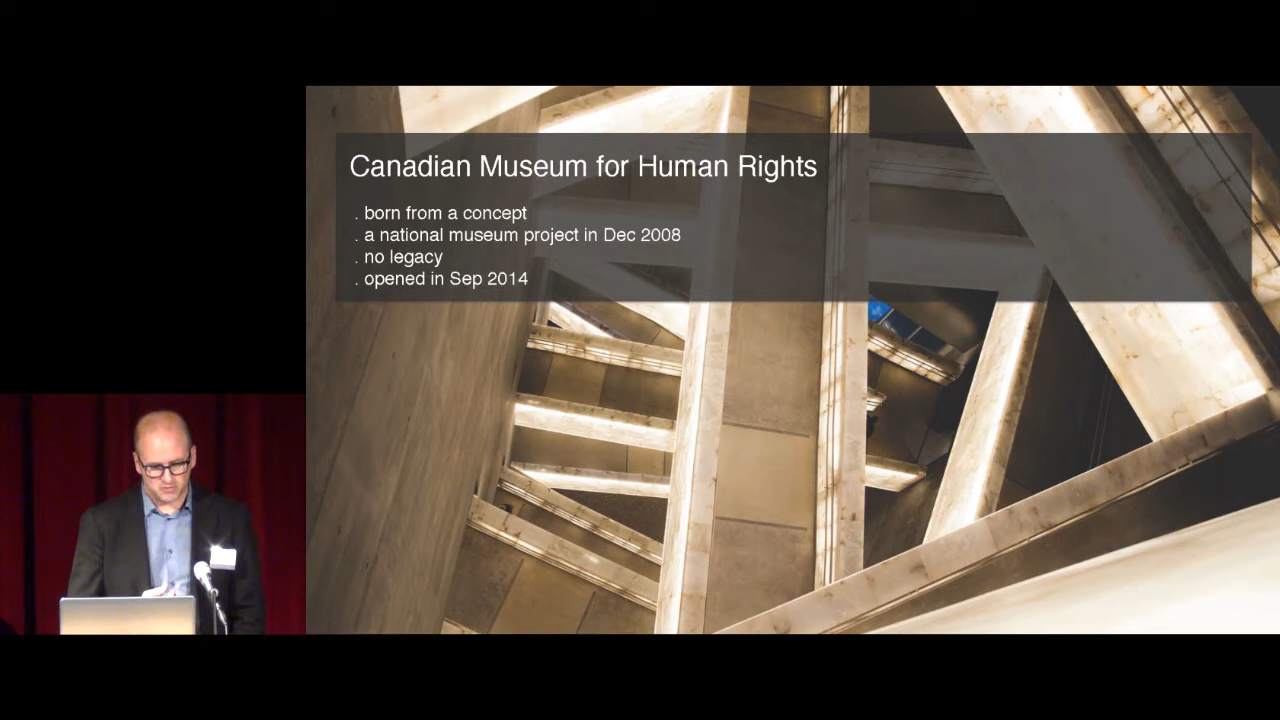 Canadian Museum for Human Rights
. born from a concept
. a national museum project in Dec 2008
. no legacy
. opened in Sep 2014